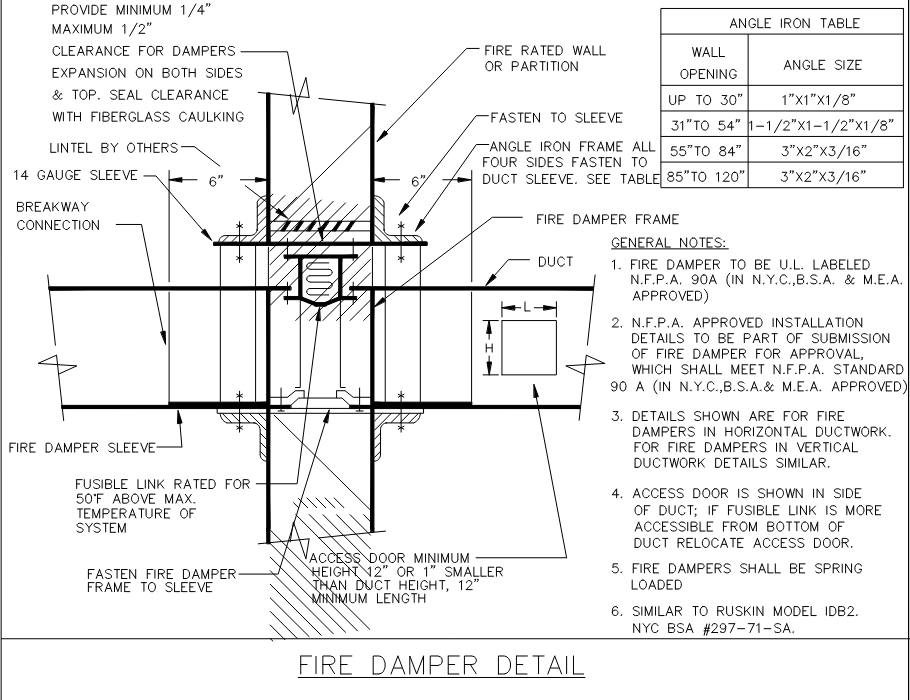 PROVIDE MINIMUM 1/4"
MAXIMUM 1/2"
CLEARANCE FOR DAMPERS
EXPANSION ON BOTH SIDES
& TOP. SEAL CLEARANCE
WITH FIBERGLASS CAULKING
LINTEL BY OTHERS
14 GAUGE SLEEVE
BREAKWAY
CONNECTION
6"
6"
FIRE RATED WALL
OR PARTITION
FASTEN TO SLEEVE
ANGLE IRON FRAME ALL
FOUR SIDES FASTEN TO
DUCT SLEEVE. SEE TABLE
FIRE DAMPER FRAME
DUCT
L
H
FIRE DAMPER SLEEVE
FUSIBLE LINK RATED FOR
50°F ABOVE MAX.
TEMPERATURE OF
SYSTEM
FASTEN FIRE DAMPER
FRAME TO SLEEVE
ACCESS DOOR MINIMUM
HEIGHT 12" OR 1" SMALLER
THAN DUCT HEIGHT, 12"
MINIMUM LENGTH
ANGLE IRON TABLE
WALL
OPENING
ANGLE SIZE
UP TO 30" 1"X1"X1/8"
31"TO 54" 1-1/2"X1-1/2"X1/8"
55"TO 84" 3"X2"X3/16"
85"TO 120" 3"X2"X3/16"
GENERAL NOTES:
1. FIRE DAMPER TO BE U.L. LABELED
N.F.P.A. 90A (IN N.Y.C.,B.S.A. & M.E.A.
APPROVED)
2. N.F.P.A. APPROVED INSTALLATION
DETAILS TO BE PART OF SUBMISSION
OF FIRE DAMPER FOR APPROVAL,
WHICH SHALL MEET N.F.P.A. STANDARD
90 A (IN N.Y.C.,B.S.A.& M.E.A. APPROVED)
3. DETAILS SHOWN ARE FOR FIRE
DAMPERS IN HORIZONTAL DUCTWORK.
FOR FIRE DAMPERS IN VERTICAL
DUCTWORK DETAILS SIMILAR.
4. ACCESS DOOR IS SHOWN IN SIDE
OF DUCT; IF FUSIBLE LINK IS MORE
ACCESSIBLE FROM BOTTOM OF
DUCT RELOCATE ACCESS DOOR.
5. FIRE DAMPERS SHALL BE SPRING
LOADED
6. SIMILAR TO RUSKIN MODEL IDB2.
NYC BSA #297-71-SA.
FIRE DAMPER DETAIL